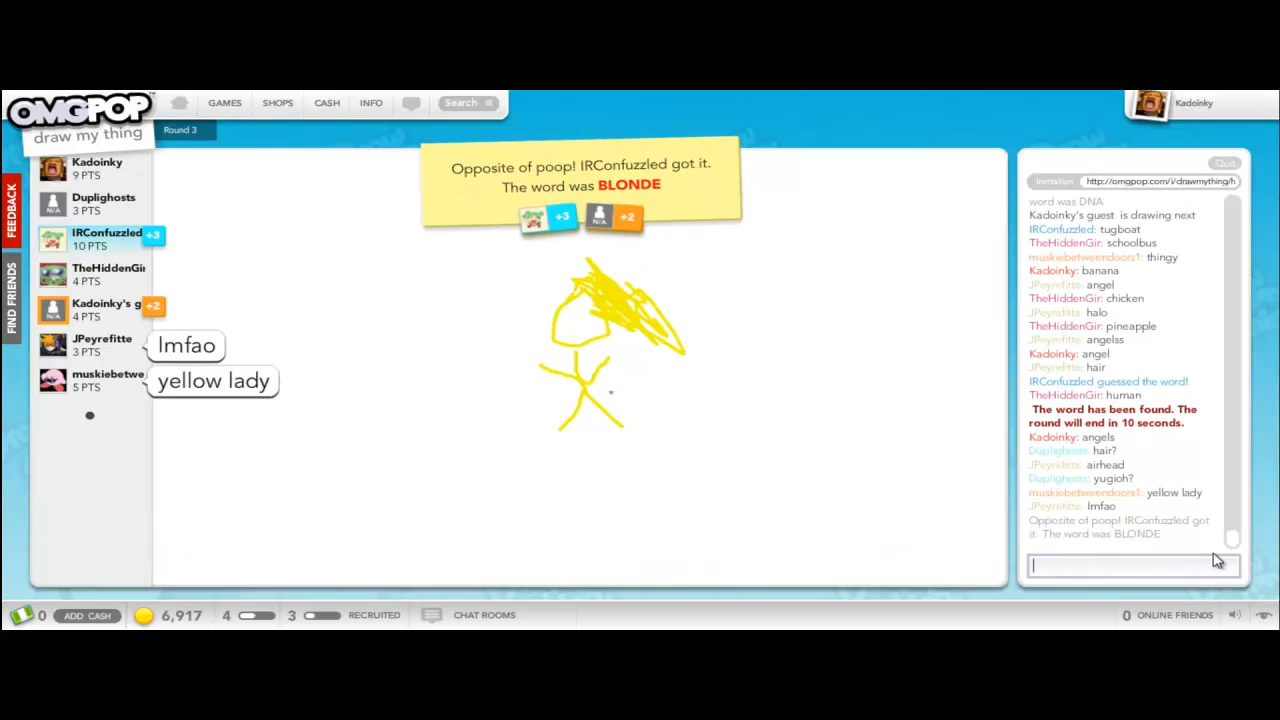 OMGPOP
draw my thing
GAMES
SHOPS
CASH
INFO
Search
Kadoinky
Round 3
FEEDBACK
FIND FRIENDS
Kadoinky
9 PTS
Duplighosts
3 PTS
IRConfuzzled
+3
10 PTS
TheHiddenGir
4 PTS
Kadoinky's g
+2
4 PTS
JPeyrefitte
3 PTS
lmfao
muskiebetwe
5 PTS
yellow lady
N/A
N/A
Opposite of poop! IRConfuzzled got it.
The word was BLONDE
+3
N/A
+2
Quit
Invitation
http://omgpop.com/i/drawmything/h
word was DNA
Kadoinky's guest is drawing next
IRConfuzzled: tugboat
TheHiddenGir: schoolbus
muskiebetweendoors1: thingy
Kadoinky: banana
JPeyrefitte: angel
TheHiddenGir: chicken
JPeyrefitte: halo
TheHiddenGir: pineapple
JPeyrefitte: angelss
Kadoinky: angel
JPeyrefitte: hair
IRConfuzzled guessed the word!
TheHiddenGir: human
The word has been found. The
round will end in 10 seconds.
Kadoinky: angels
Duplighosts: hair?
JPeyrefitte: airhead
Duplighosts: yugioh?
muskiebetweendoors1: yellow lady
JPeyrefitte: lmfao
Opposite of poop! IRConfuzzled got
it. The word was BLONDE
0
ADD CASH
6,917
4
3
RECRUITED
CHAT ROOMS
0 ONLINE FRIENDS